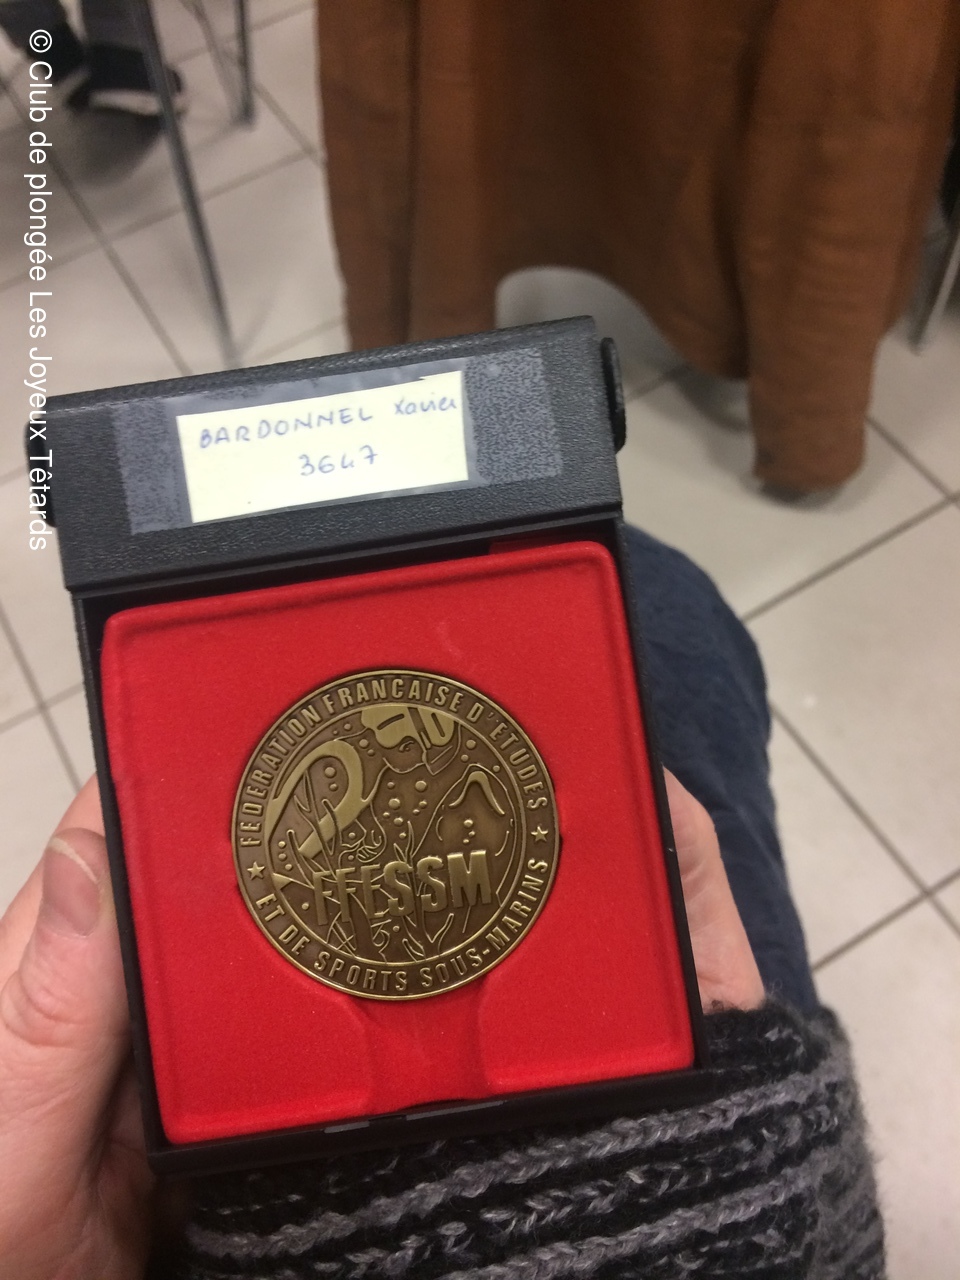 © Club de plongée Les Joyeux Têtards
BARDONNEL Xavier
3647
FEDERATION FRANCAISE D'ETUDES
ET DE SPORTS SOUS-MARINS
FFESSM